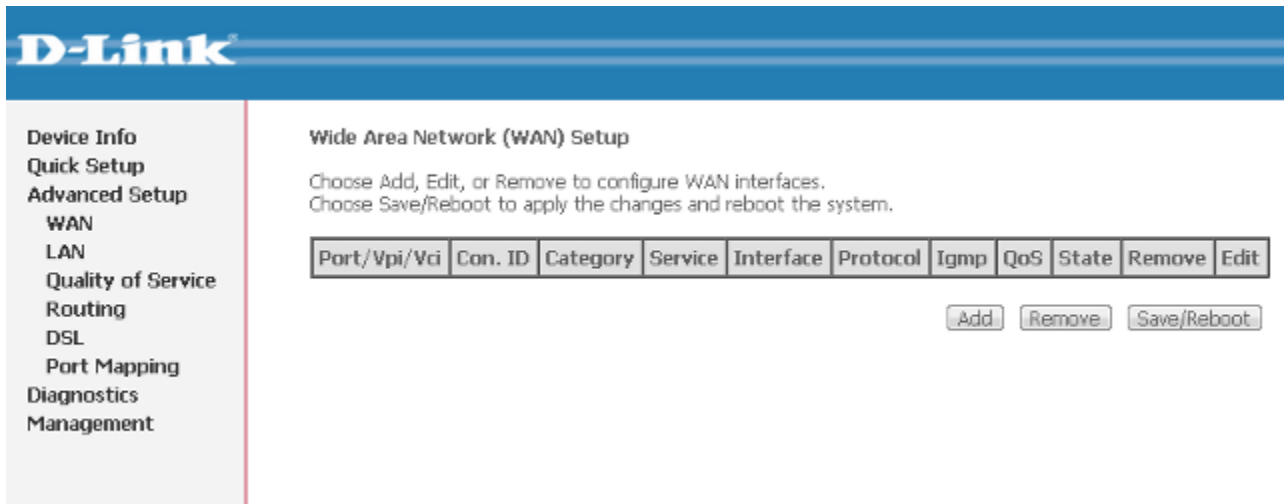 D-Link
Device Info
Quick Setup
Advanced Setup
WAN
LAN
Quality of Service
Routing
DSL
Port Mapping
Diagnostics
Management
Wide Area Network (WAN) Setup
Choose Add, Edit, or Remove to configure WAN interfaces.
Choose Save/Reboot to apply the changes and reboot the system.
Port/Vpi/Vci Con. ID Category Service Interface Protocol Igmp QoS State Remove Edit
Add Remove Save/Reboot